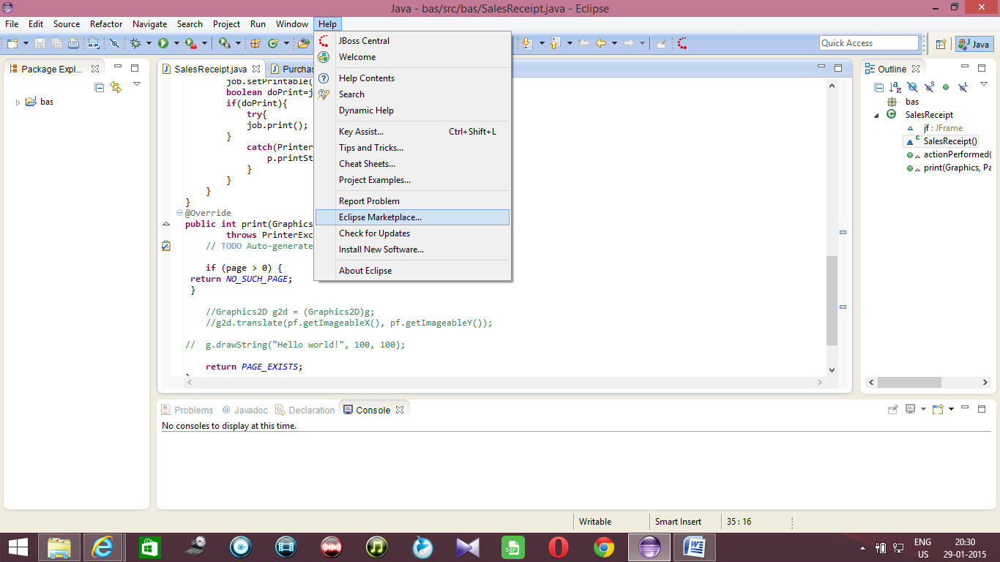 Java - bas/src/bas/SalesReceipt.java - Eclipse
File Edit Source Refactor Navigate Search Project Run Window Help
Quick Access
Java
Package Expl...
bas
SalesReceipt.java
Purchas
job.setPrintable(
boolean doPrint=j
if(doPrint){
try{
job.print();
}
catch(Printer
p.printSt
}
}
}
}
@Override
public int print(Graphics
throws PrinterExc
// TODO Auto-generate
if (page > 0) {
return NO_SUCH_PAGE;
}
//Graphics2D g2d = (Graphics2D)g;
//g2d.translate(pf.getImageableX(), pf.getImageableY());
// g.drawString("Hello world!", 100, 100);
return PAGE_EXISTS;
JBoss Central
Welcome
Help Contents
Search
Dynamic Help
Key Assist... Ctrl+Shift+L
Tips and Tricks...
Cheat Sheets...
Project Examples...
Report Problem
Eclipse Marketplace...
Check for Updates
Install New Software...
About Eclipse
Outline
bas
SalesReceipt
jf : JFrame
SalesReceipt()
actionPerformed(
print(Graphics, Pa
Problems @ Javadoc Declaration Console
No consoles to display at this time.
Writable Smart Insert 35 : 16
SGP
ENG
US
20:30
29-01-2015